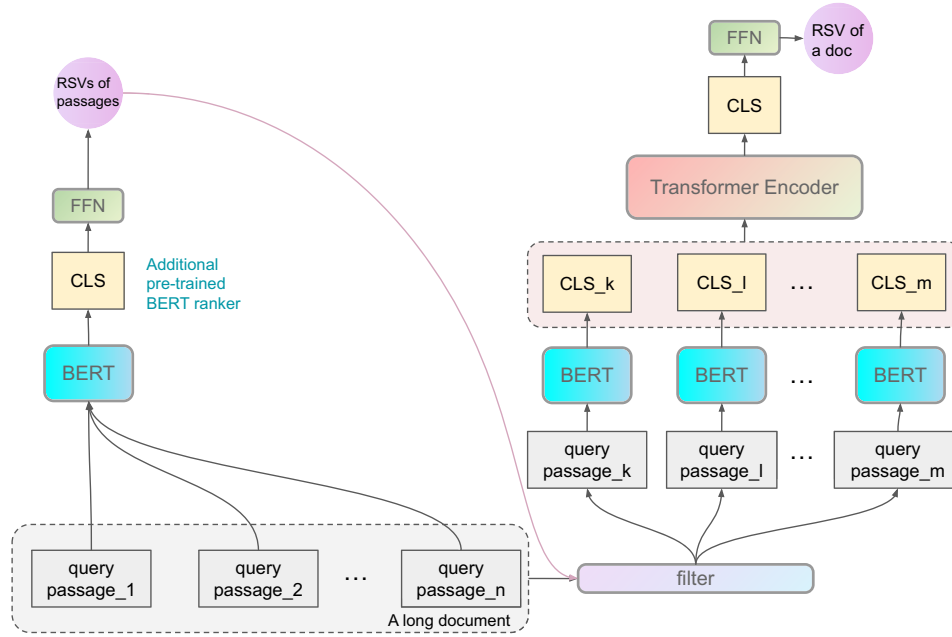 RSVs of
passages
FFN
CLS
Additional
pre-trained
BERT ranker
BERT
query
passage_1
query
passage_2
...
query
passage_n
A long document
filter
query
passage_k
query
passage_l
...
query
passage_m
BERT
BERT
...
BERT
CLS_k
CLS_l
...
CLS_m
Transformer Encoder
CLS
FFN
RSV of
a doc